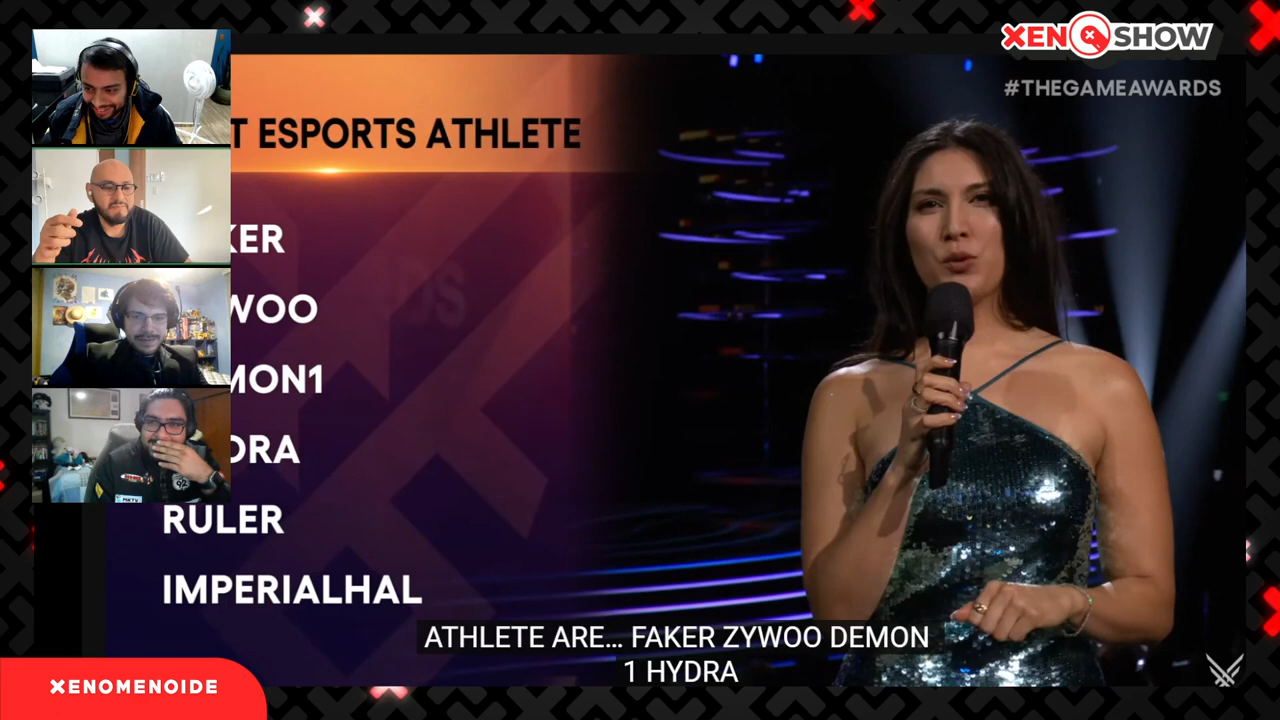 XENOSHOW
#THEGAMEAWARDS
T ESPORTS ATHLETE
KER
WOO
MON1
DRA
RULER
IMPERIALHAL
ATHLETE ARE... FAKER ZYWOO DEMON
1 HYDRA
XENOMENOIDE